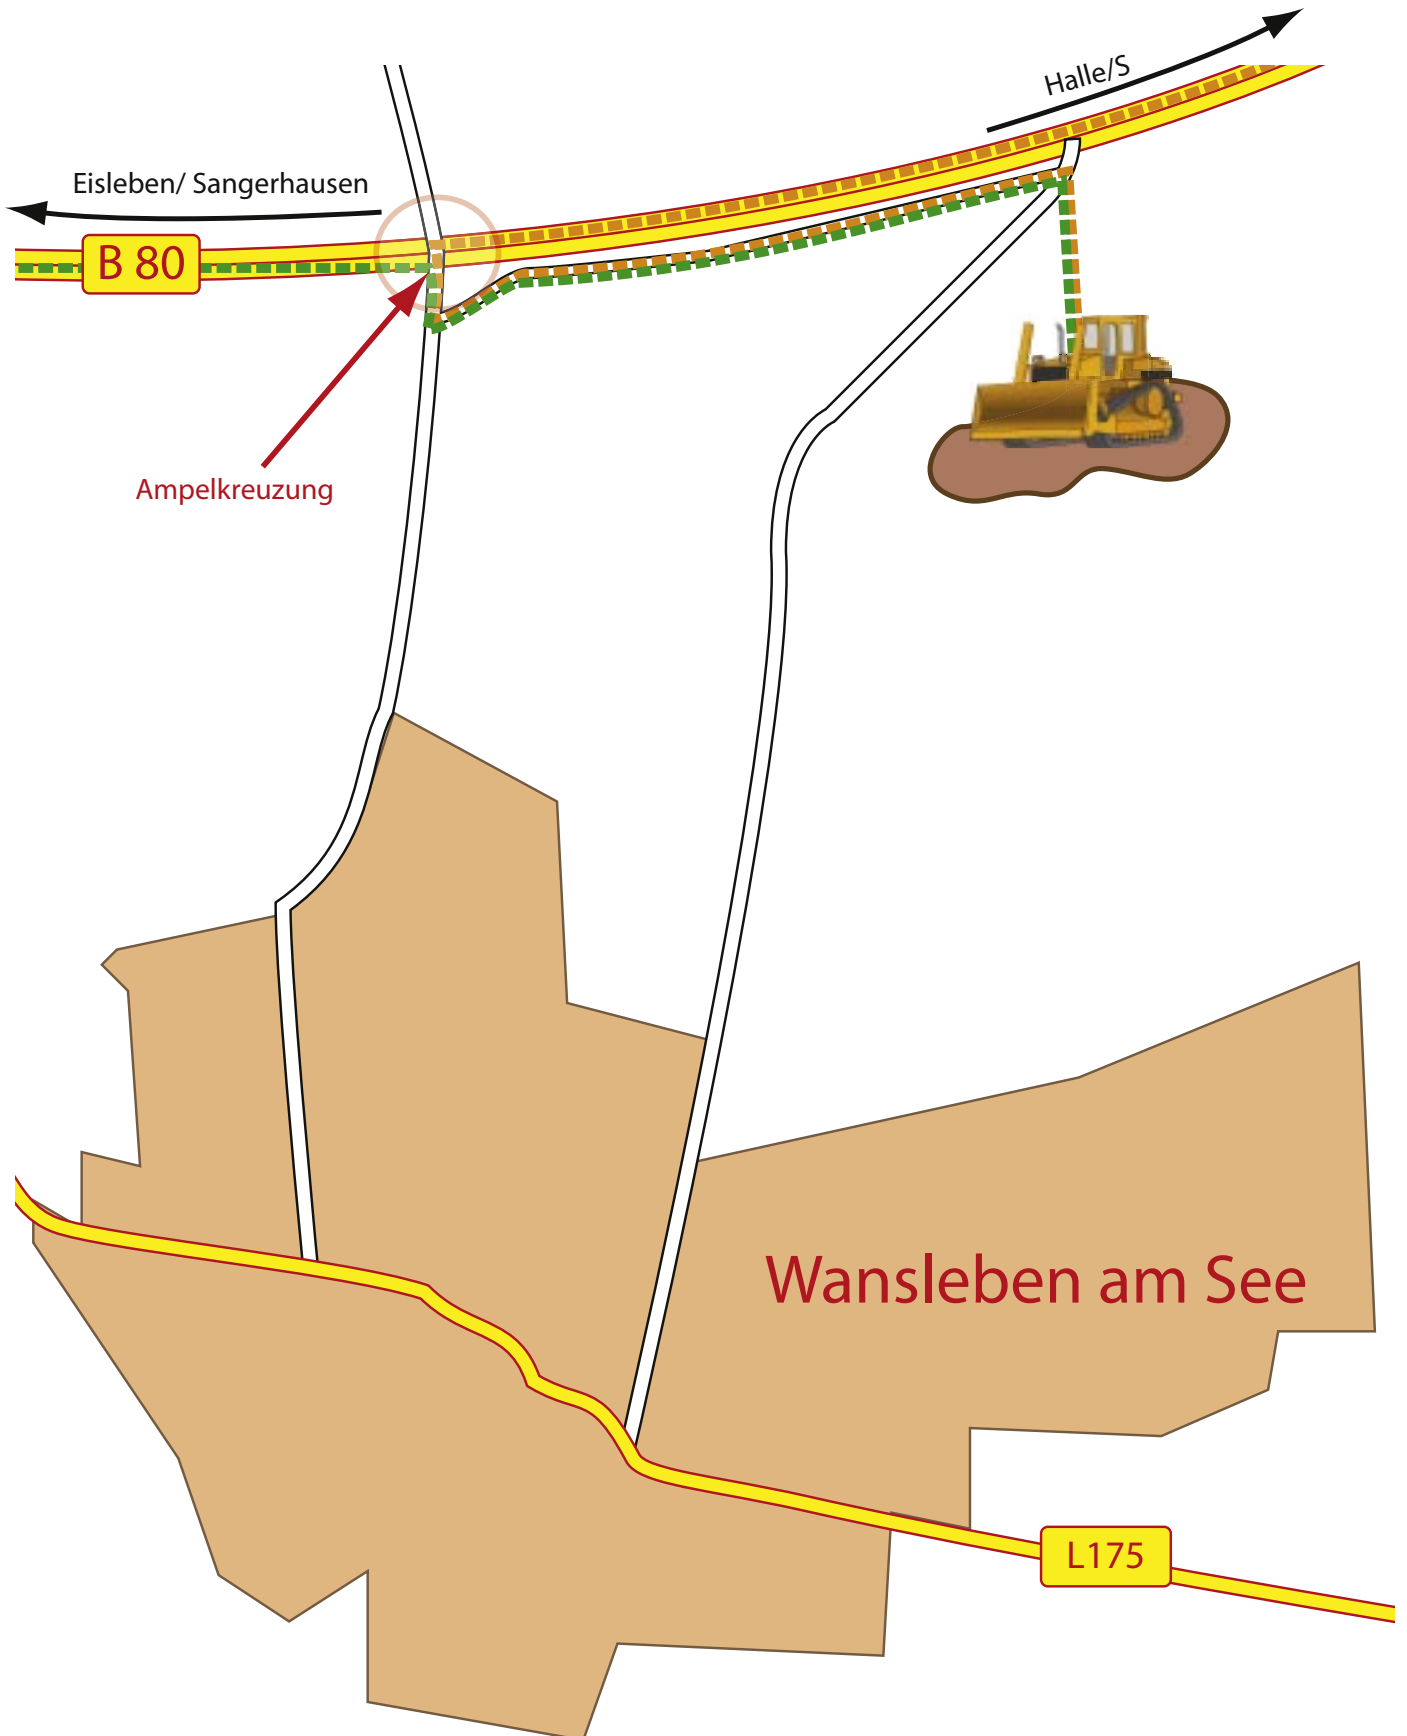 Halle/S
Eisleben/ Sangerhausen
B 80
Ampelkreuzung
Wansleben am See
L175